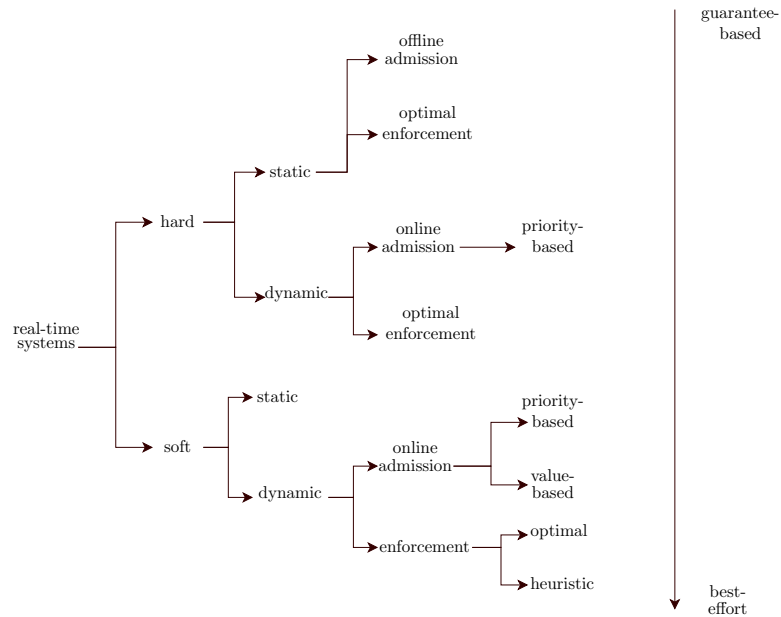 guarantee-
based
offline
admission
optimal
enforcement
static
hard
online
admission
priority-
based
dynamic
optimal
enforcement
real-time
systems
static
soft
priority-
based
online
admission
value-
based
dynamic
optimal
enforcement
heuristic
best-
effort